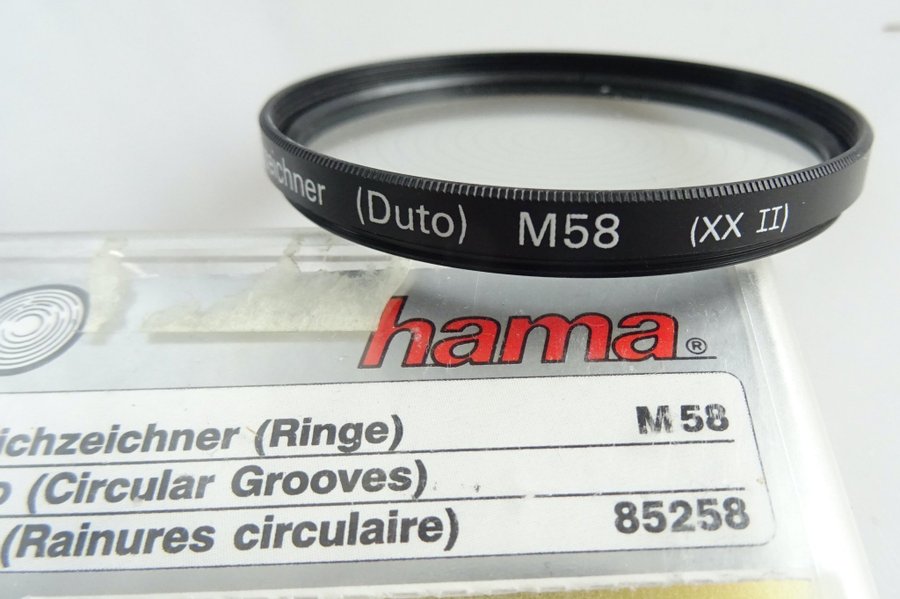 eichner (Duto) M58 (XX II)
hama®
ichzeichner (Ringe) M 58
o (Circular Grooves)
(Rainures circulaire) 85258